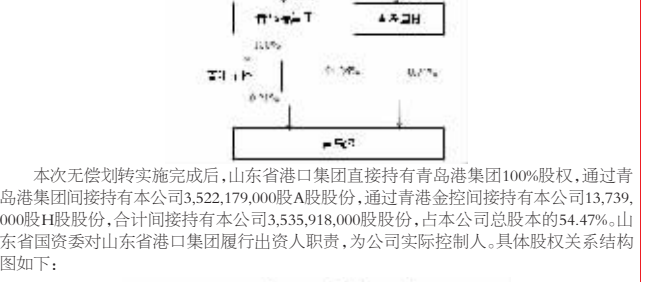 本次无偿划转实施完成后,山东省港口集团直接持有青岛港集团100%股权,通过青
岛港集团间接持有本公司3,522,179,000股A股股份,通过青港金控间接持有本公司13,739,
000股H股股份,合计间接持有本公司3,535,918,000股股份,占本公司总股本的54.47%。山
东省国资委对山东省港口集团履行出资人职责,为公司实际控制人。具体股权关系结构
图如下: